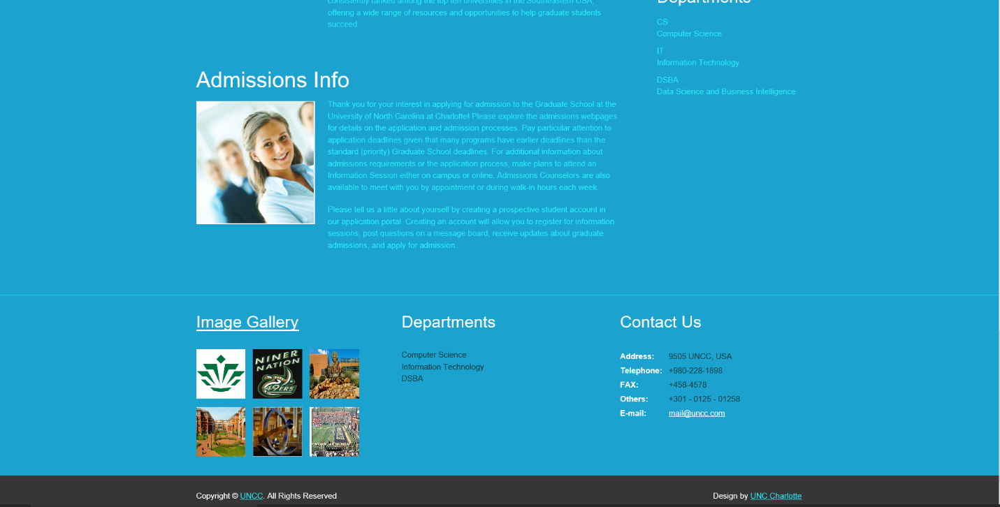 consistently ranked among the top ten universities in the Southeastern USA,
offering a wide range of resources and opportunities to help graduate students
succeed
Departments
CS
Computer Science
IT
Information Technology
DSBA
Data Science and Business Intelligence
Admissions Info
Thank you for your interest in applying for admission to the Graduate School at the
University of North Carolina at Charlotte! Please explore the admissions webpages
for details on the application and admission processes. Pay particular attention to
application deadlines given that many programs have earlier deadlines than the
standard (priority) Graduate School deadlines. For additional information about
admissions requirements or the application process, make plans to attend an
Information Session either on campus or online. Admissions Counselors are also
available to meet with you by appointment or during walk-in hours each week.
Please tell us a little about yourself by creating a prospective student account in
our application portal. Creating an account will allow you to register for information
sessions, post questions on a message board, receive updates about graduate
admissions, and apply for admission.
Image Gallery
NINER
NATION
49ERS
Departments
Computer Science
Information Technology
DSBA
Contact Us
Address: 9505 UNCC, USA
Telephone: +980-228-1898
FAX: +458-4578
Others: +301 - 0125 - 01258
E-mail: mail@uncc.com
Copyright © UNCC. All Rights Reserved
Design by UNC Charlotte